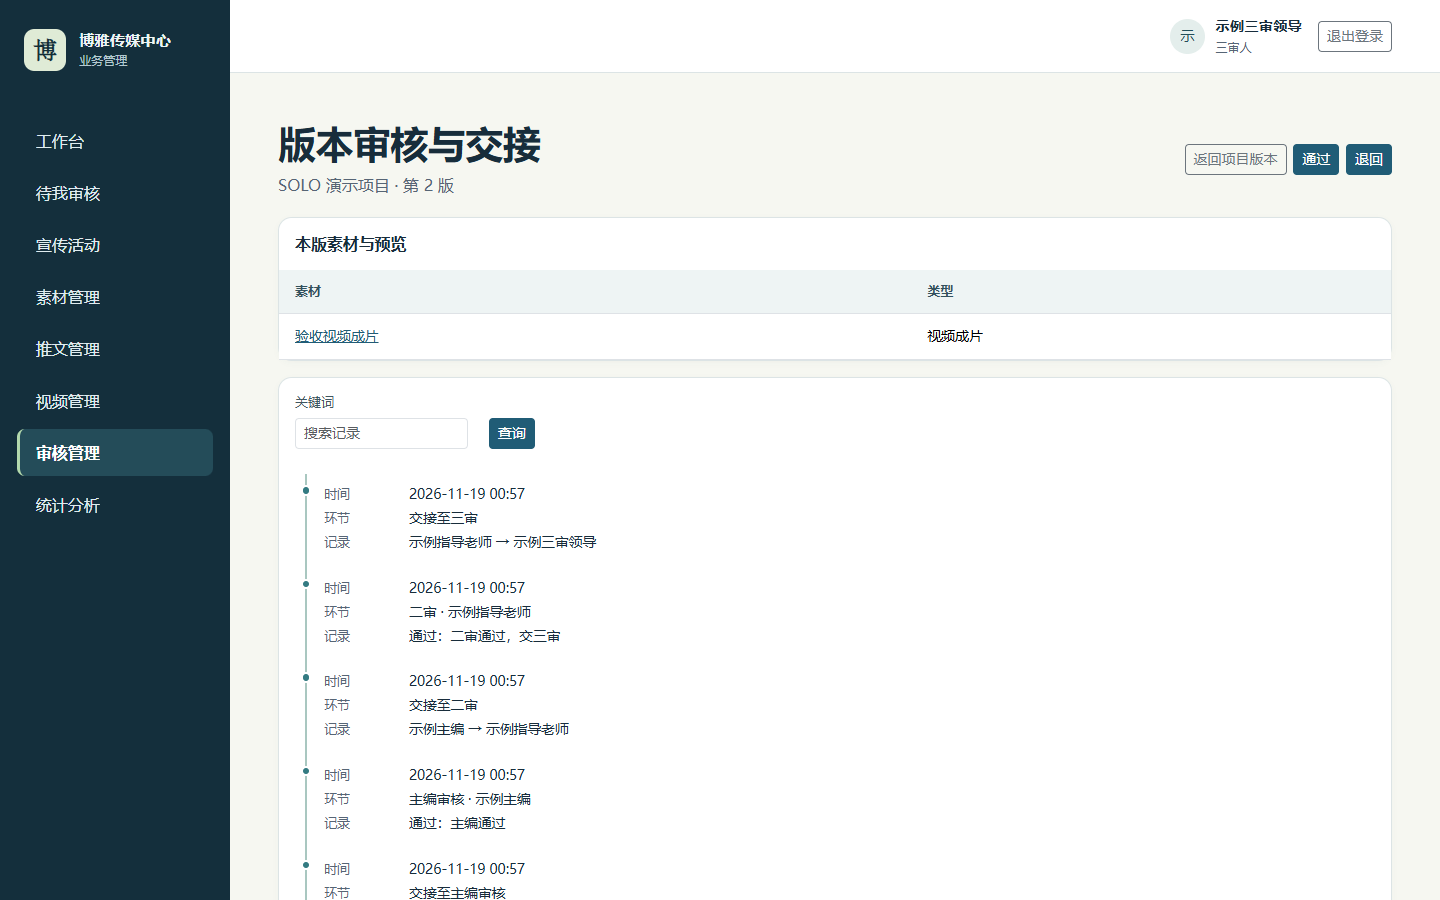 博
博雅传媒中心
业务管理
工作台
待我审核
宣传活动
素材管理
推文管理
视频管理
审核管理
统计分析
示
示例三审领导
三审人
退出登录
版本审核与交接
SOLO 演示项目 · 第 2 版
返回项目版本
通过
退回
本版素材与预览
素材 类型
验收视频成片 视频成片
关键词
搜索记录
查询
时间 2026-11-19 00:57
环节 交接至三审
记录 示例指导老师 → 示例三审领导
时间 2026-11-19 00:57
环节 二审 · 示例指导老师
记录 通过：二审通过，交三审
时间 2026-11-19 00:57
环节 交接至二审
记录 示例主编 → 示例指导老师
时间 2026-11-19 00:57
环节 主编审核 · 示例主编
记录 通过：主编通过
时间 2026-11-19 00:57
环节 交接至主编审核